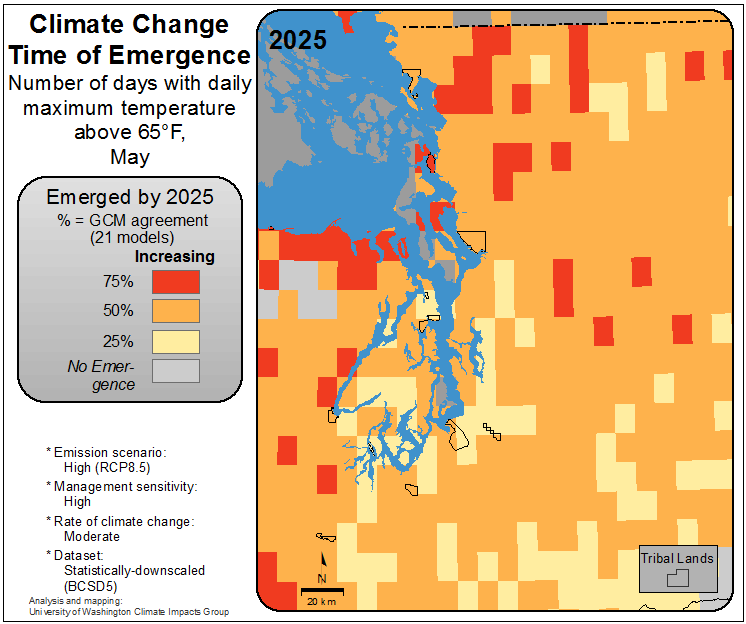 Climate Change
Time of Emergence
Number of days with daily
maximum temperature
above 65°F,
May
Emerged by 2025
% = GCM agreement
(21 models)
Increasing
75%
50%
25%
No Emer-
gence
* Emission scenario:
High (RCP8.5)
* Management sensitivity:
High
* Rate of climate change:
Moderate
* Dataset:
Statistically-downscaled
(BCSD5)
Analysis and mapping:
University of Washington Climate Impacts Group
2025
N
20 km
Tribal Lands